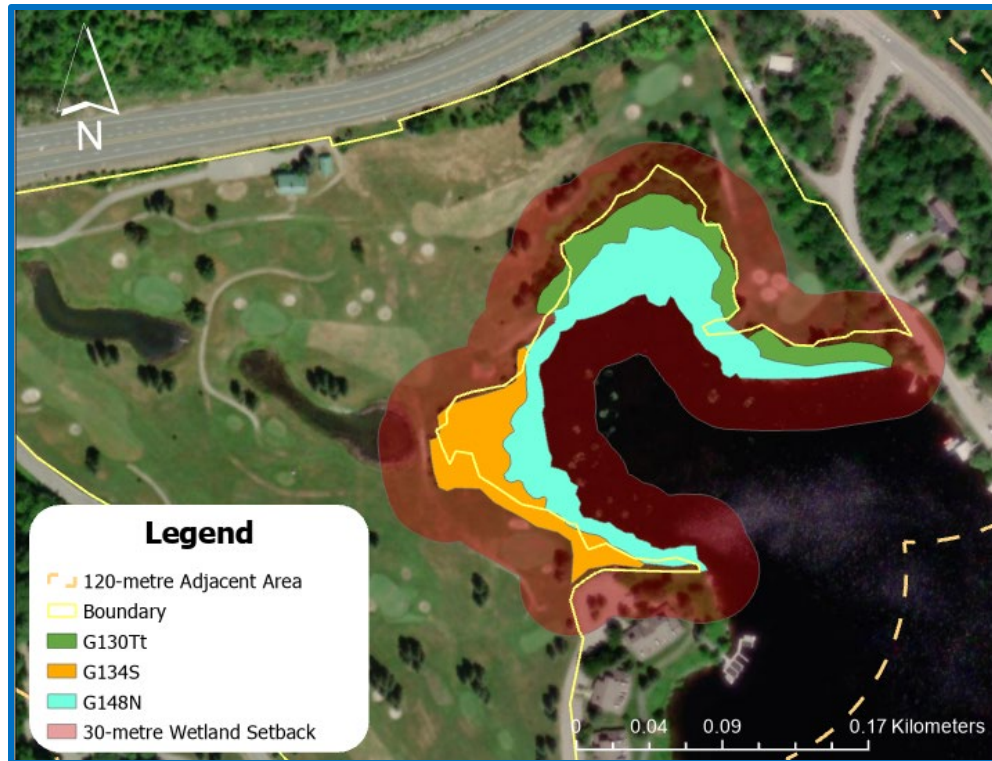 N
Legend
120-metre Adjacent Area
Boundary
G130Tt
G134S
G148N
30-metre Wetland Setback
0 0.04 0.09 0.17 Kilometers